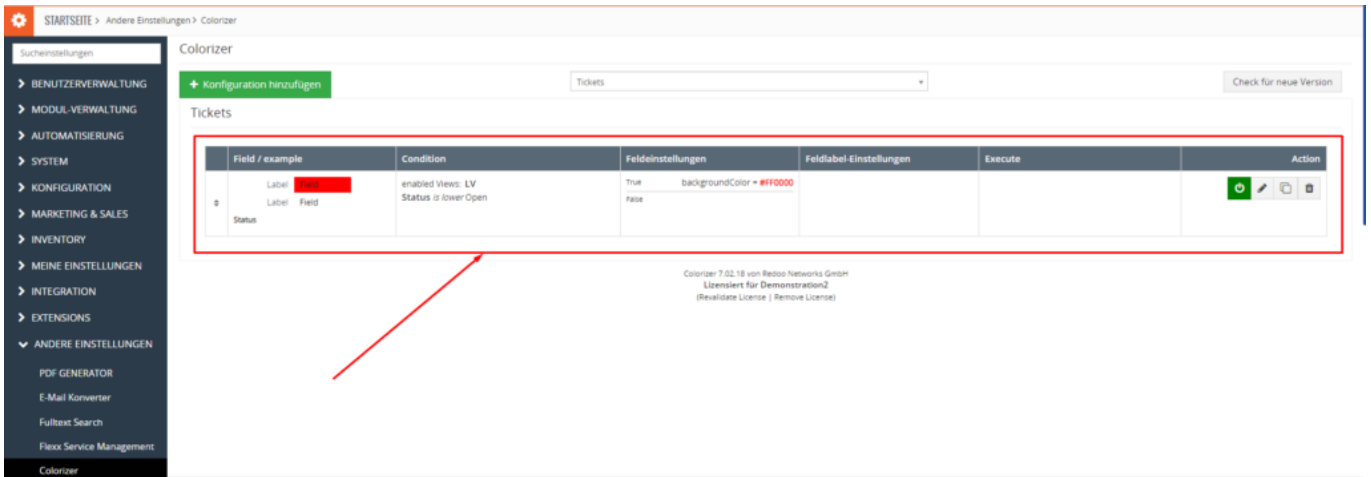 STARTSEITE > Andere Einstellungen > Colorizer
Sucheinstellungen
BENUTZERVERWALTUNG
MODUL-VERWALTUNG
AUTOMATISIERUNG
SYSTEM
KONFIGURATION
MARKETING & SALES
INVENTORY
MEINE EINSTELLUNGEN
INTEGRATION
EXTENSIONS
ANDERE EINSTELLUNGEN
PDF GENERATOR
E-Mail Konverter
Fulltext Search
Flexx Service Management
Colorizer
Colorizer
+ Konfiguration hinzufügen
Tickets
Check für neue Version
Tickets
Field / example Condition Feldeinstellungen Feldlabel-Einstellungen Execute Action
Label Field
Label Field
Status
enabled Views: LV
Status is lower Open
True backgroundColor = #FF0000
False
Colorizer 7.02.18 von Redoo Networks GmbH
Lizensiert für Demonstration2
(Revalidate License | Remove License)